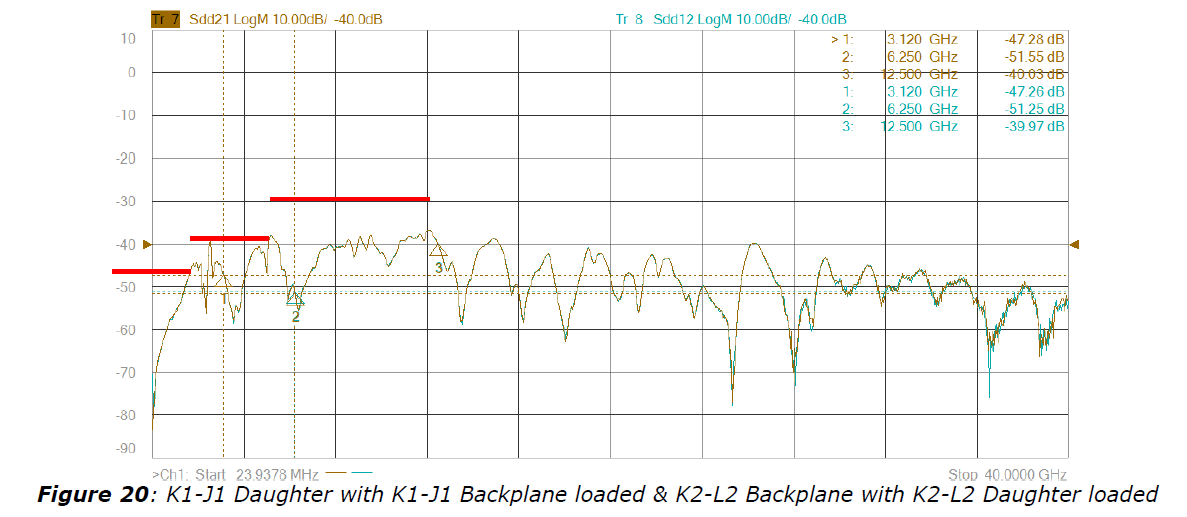 Tr 7 Sdd21 LogM 10.00dB/ -40.0dB
Tr 8 Sdd12 LogM 10.00dB/ -40.0dB
10
0
-10
-20
-30
-40
-50
-60
-70
-80
-90
> 1: 3.120 GHz -47.28 dB
2: 6.250 GHz -51.55 dB
3: 12.500 GHz -40.03 dB
1: 3.120 GHz -47.26 dB
2: 6.250 GHz -51.25 dB
3: 12.500 GHz -39.97 dB
1
2
3
>Ch1: Start 23.9378 MHz
Stop 40.0000 GHz
Figure 20: K1-J1 Daughter with K1-J1 Backplane loaded & K2-L2 Backplane with K2-L2 Daughter loaded